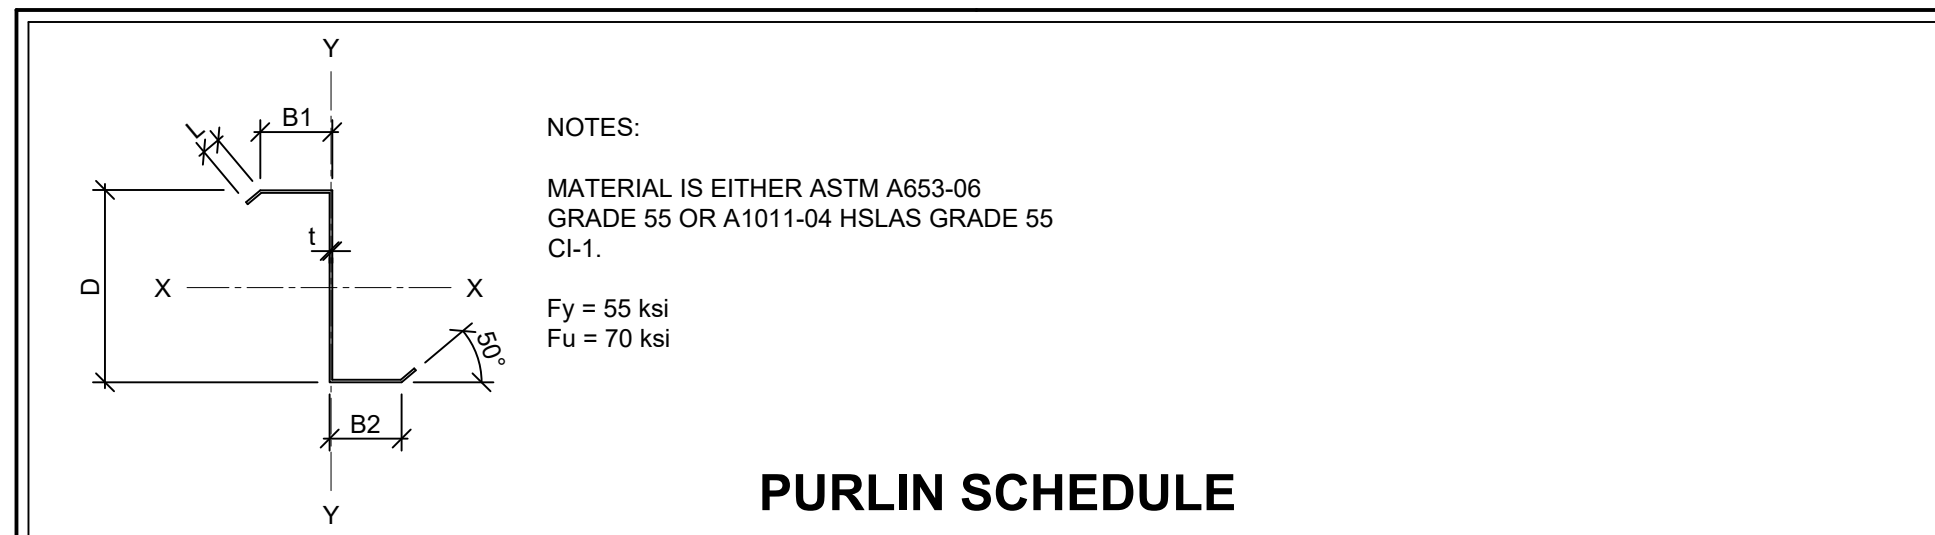 Y
B1
L
t
D
X
X
50°
B2
Y
NOTES:
MATERIAL IS EITHER ASTM A653-06
GRADE 55 OR A1011-04 HSLAS GRADE 55
Cl-1.
Fy = 55 ksi
Fu = 70 ksi
PURLIN SCHEDULE